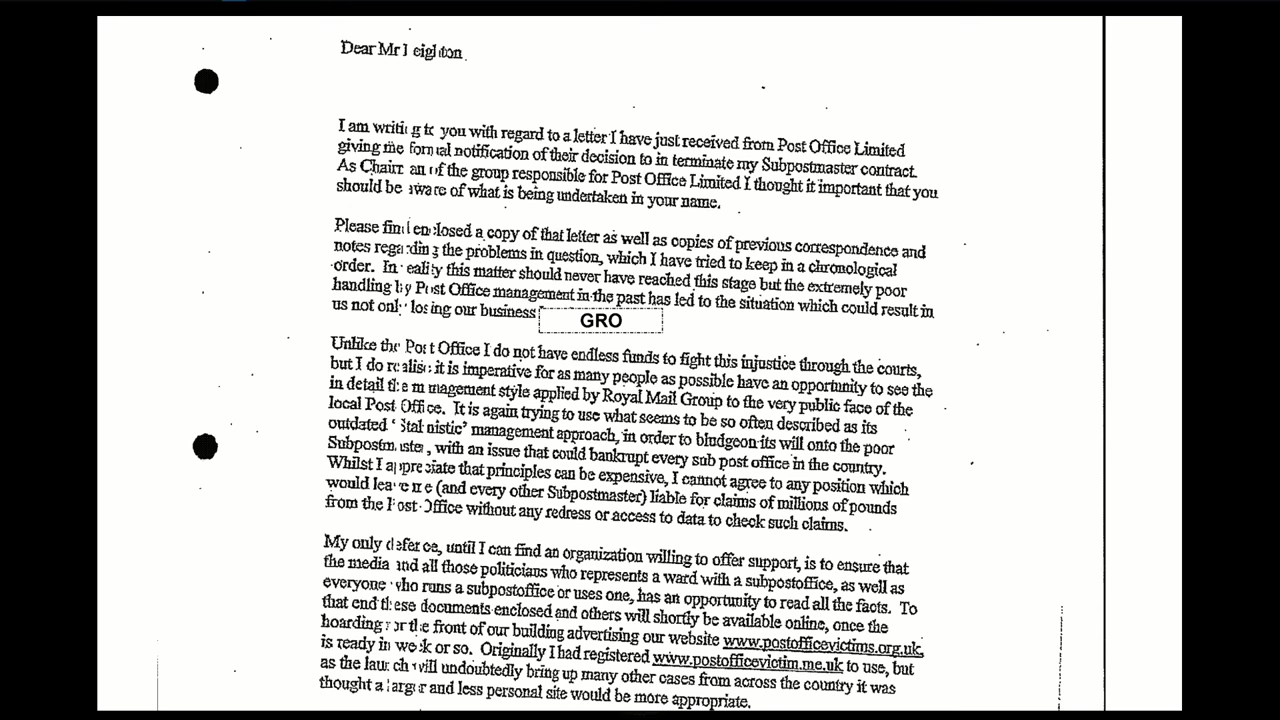 Dear Mr Leighton
I am writing to you with regard to a letter I have just received from Post Office Limited
giving me formal notification of their decision to in terminate my Subpostmaster contract.
As Chairman of the group responsible for Post Office Limited I thought it important that you
should be aware of what is being undertaken in your name.
Please find enclosed a copy of that letter as well as copies of previous correspondence and
notes regarding the problems in question, which I have tried to keep in a chronological
order. In reality this matter should never have reached this stage but the extremely poor
handling by Post Office management in the past has led to the situation which could result in
us not only losing our business
GRO
Unlike the Post Office I do not have endless funds to fight this injustice through the courts,
but I do realise it is imperative for as many people as possible have an opportunity to see the
in detail the management style applied by Royal Mail Group to the very public face of the
local Post Office. It is again trying to use what seems to be so often described as its
outdated 'Stalinistic' management approach, in order to bludgeon its will onto the poor
Subpostmaster, with an issue that could bankrupt every sub post office in the country.
Whilst I appreciate that principles can be expensive, I cannot agree to any position which
would leave me (and every other Subpostmaster) liable for claims of millions of pounds
from the Post Office without any redress or access to data to check such claims.
My only defence, until I can find an organization willing to offer support, is to ensure that
the media and all those politicians who represents a ward with a subpostoffice, as well as
everyone who runs a subpostoffice or uses one, has an opportunity to read all the facts. To
that end these documents enclosed and others will shortly be available online, once the
hoarding for the front of our building advertising our website www.postofficevictims.org.uk,
is ready in week or so. Originally I had registered www.postofficevictim.me.uk to use, but
as the launch will undoubtedly bring up many other cases from across the country it was
thought a larger and less personal site would be more appropriate.